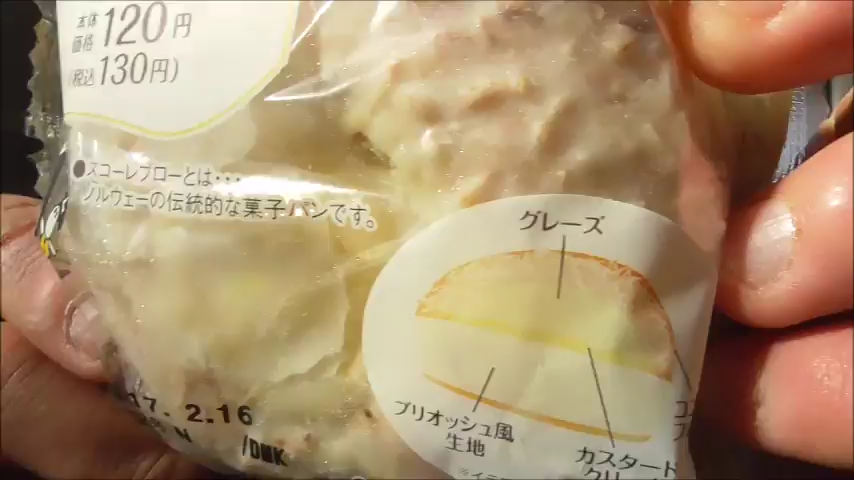 本体価格120円
(税込130円)
●スコーレブローとは・・・
ノルウェーの伝統的な菓子パンです。
グレーズ
ブリオッシュ風
生地
カスタード
クリーム
17. 2.16
/DMK